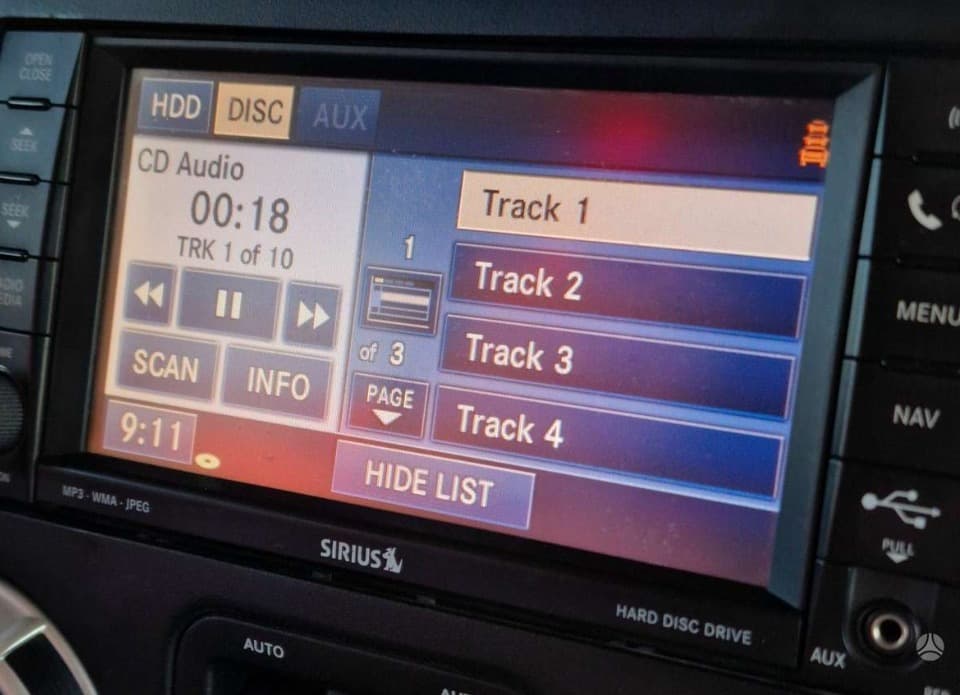 OPEN
CLOSE
SEEK
SEEK
HDD DISC AUX
CD Audio
00:18
TRK 1 of 10
SCAN INFO
9:11
1
of 3
PAGE
Track 1
Track 2
Track 3
Track 4
HIDE LIST
MENU
NAV
PULL
MP3 - WMA - JPEG
SIRIUS
HARD DISC DRIVE
AUX
AUTO